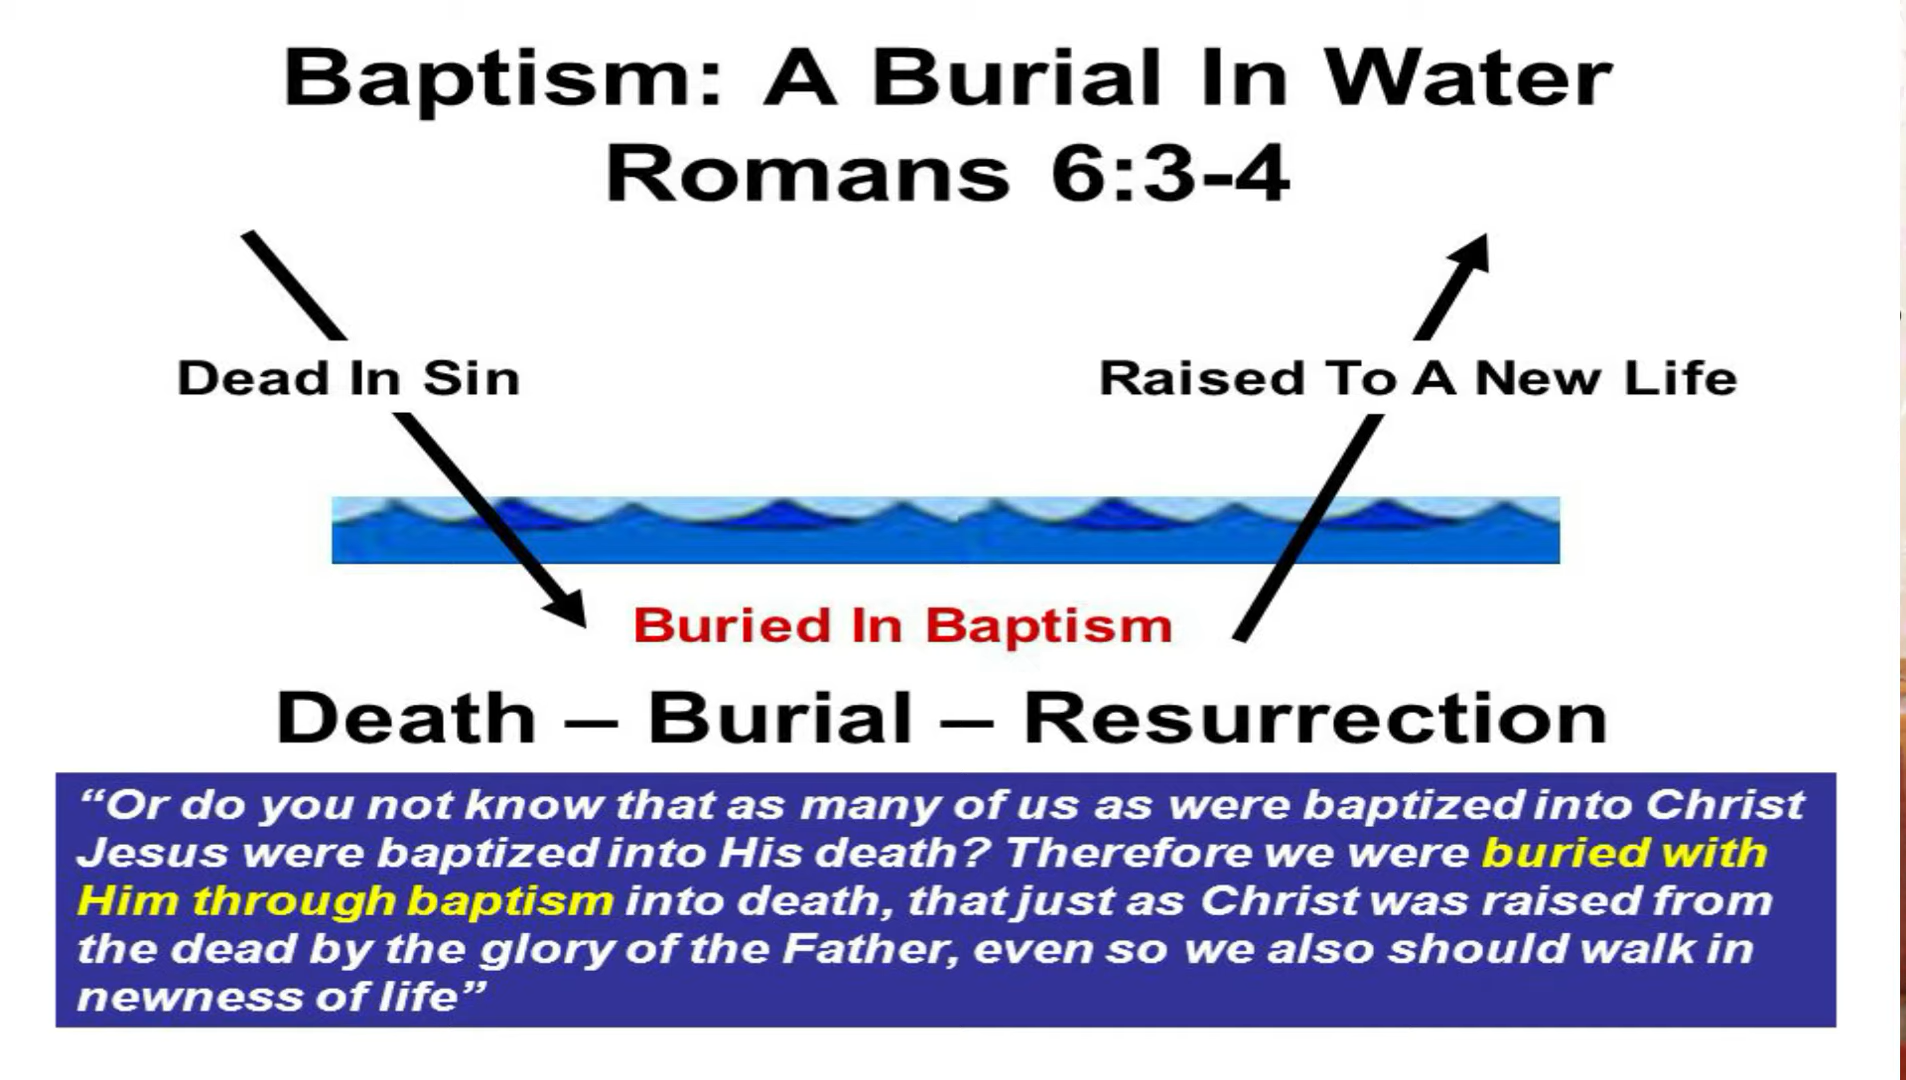 Baptism: A Burial In Water
Romans 6:3-4
Dead In Sin
Raised To A New Life
Buried In Baptism
Death – Burial – Resurrection
“Or do you not know that as many of us as were baptized into Christ
Jesus were baptized into His death? Therefore we were buried with
Him through baptism into death, that just as Christ was raised from
the dead by the glory of the Father, even so we also should walk in
newness of life”